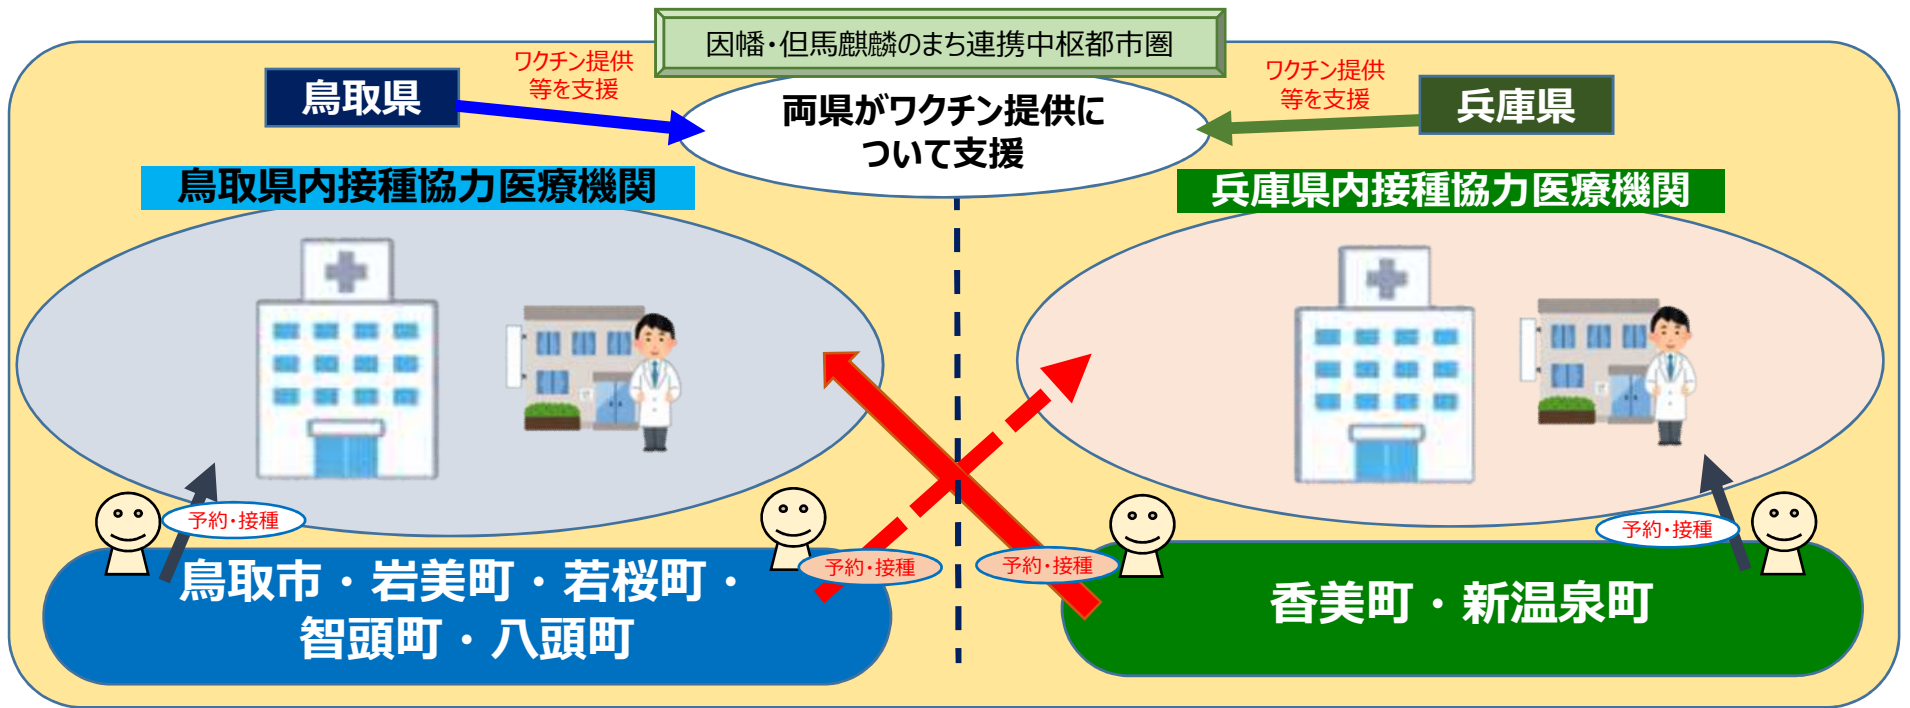 因幡・但馬麒麟のまち連携中枢都市圏
鳥取県
ワクチン提供
等を支援
両県がワクチン提供に
ついて支援
ワクチン提供
等を支援
兵庫県
鳥取県内接種協力医療機関
兵庫県内接種協力医療機関
予約・接種
予約・接種
予約・接種
予約・接種
鳥取市・岩美町・若桜町・
智頭町・八頭町
香美町・新温泉町